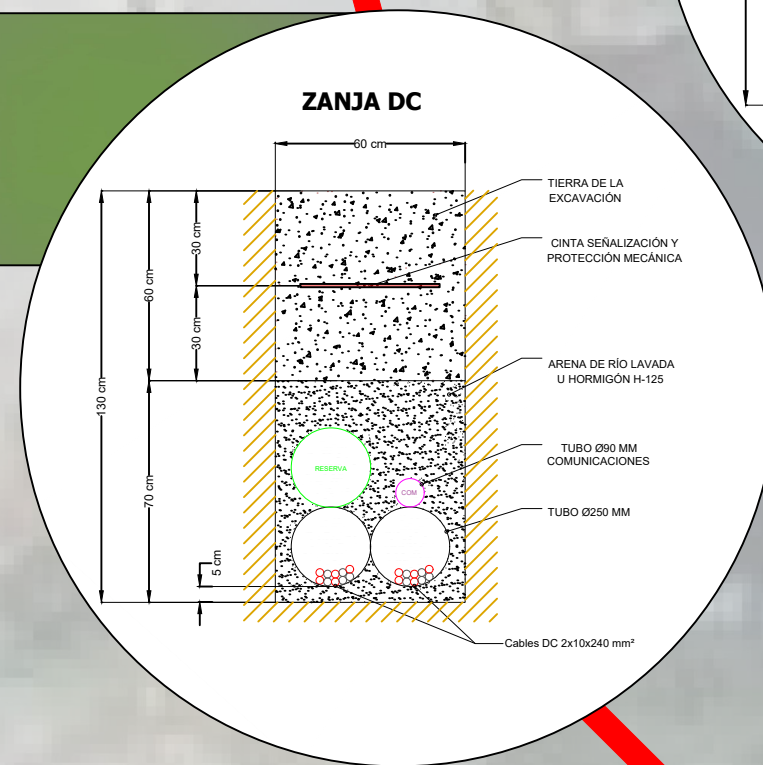 ZANJA DC
60 cm
TIERRA DE LA
EXCAVACIÓN
30 cm
CINTA SEÑALIZACIÓN Y
PROTECCIÓN MECÁNICA
60 cm
30 cm
130 cm
ARENA DE RÍO LAVADA
U HORMIGÓN H-125
RESERVA
TUBO Ø90 MM
COMUNICACIONES
COM
70 cm
TUBO Ø250 MM
5 cm
Cables DC 2x10x240 mm²